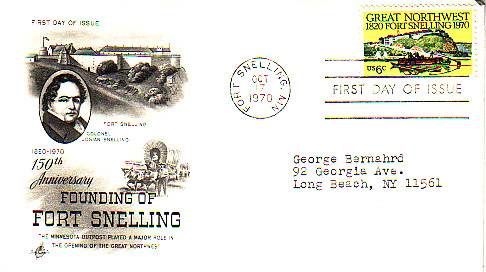 FIRST DAY OF ISSUE
FORT SNELLING
COLONEL
JOSIAH SNELLING
1820-1970
150th
Anniversary
FOUNDING OF
FORT SNELLING
THE MINNESOTA OUTPOST PLAYED A MAJOR ROLE IN
THE OPENING OF THE GREAT NORTHWEST
FORT SNELLING, MN
OCT
17
1970
GREAT NORTHWEST
1820 FORT SNELLING 1970
US 6c
FIRST DAY OF ISSUE
George Bernahrd
92 Georgia Ave.
Long Beach, NY 11561